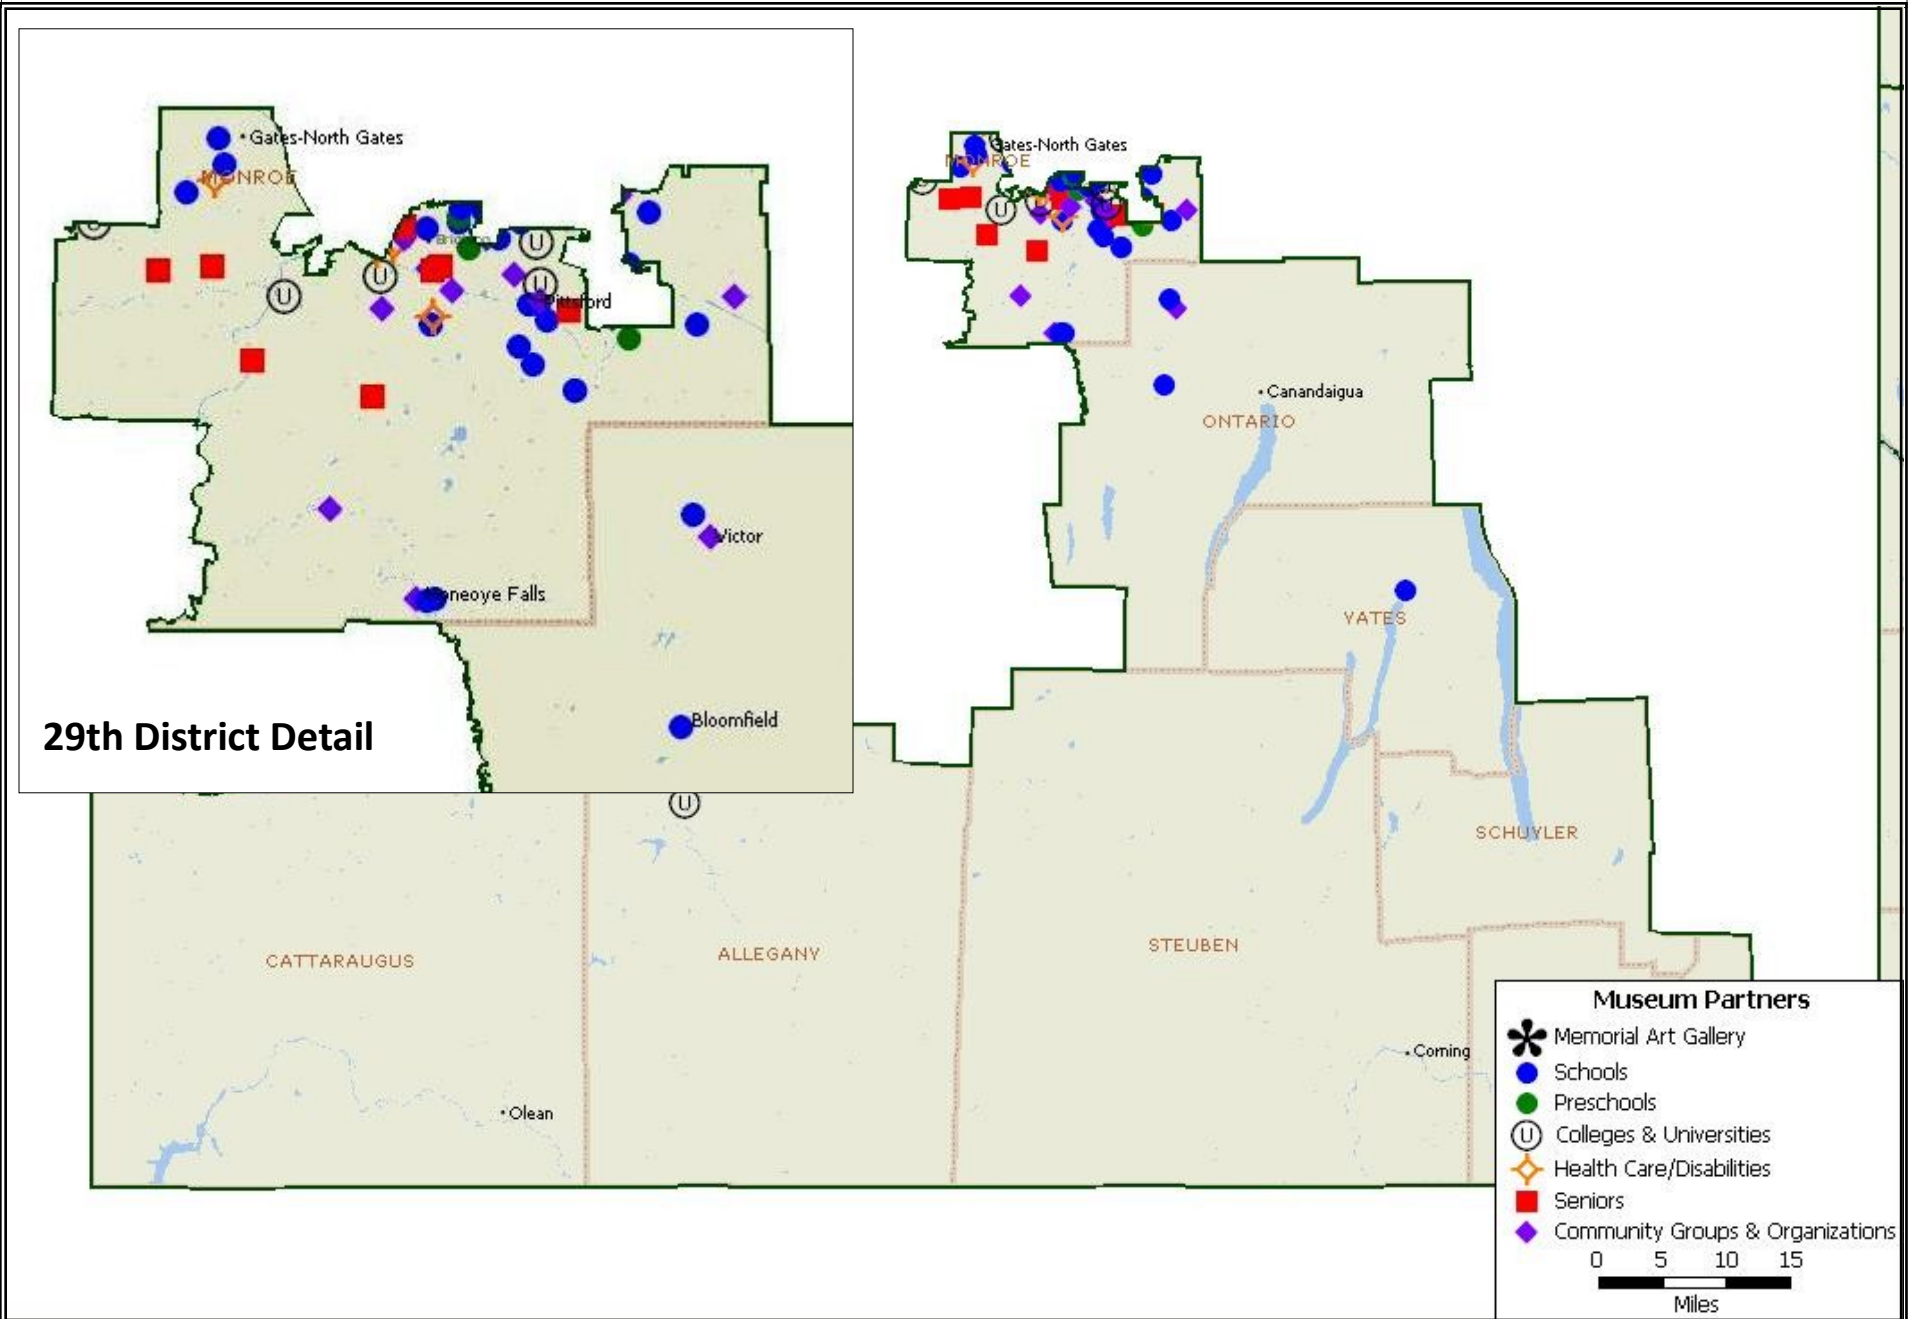 Gates-North Gates
MONROE
U
U
U
U
U
Pittsford
Victor
Honeoye Falls
Bloomfield
29th District Detail
Gates-North Gates
MONROE
U
Canandaigua
ONTARIO
YATES
SCHUYLER
U
CATTARAUGUS
ALLEGANY
STEUBEN
Corning
Olean
Museum Partners
Memorial Art Gallery
Schools
Preschools
U Colleges & Universities
Health Care/Disabilities
Seniors
Community Groups & Organizations
0 5 10 15
Miles